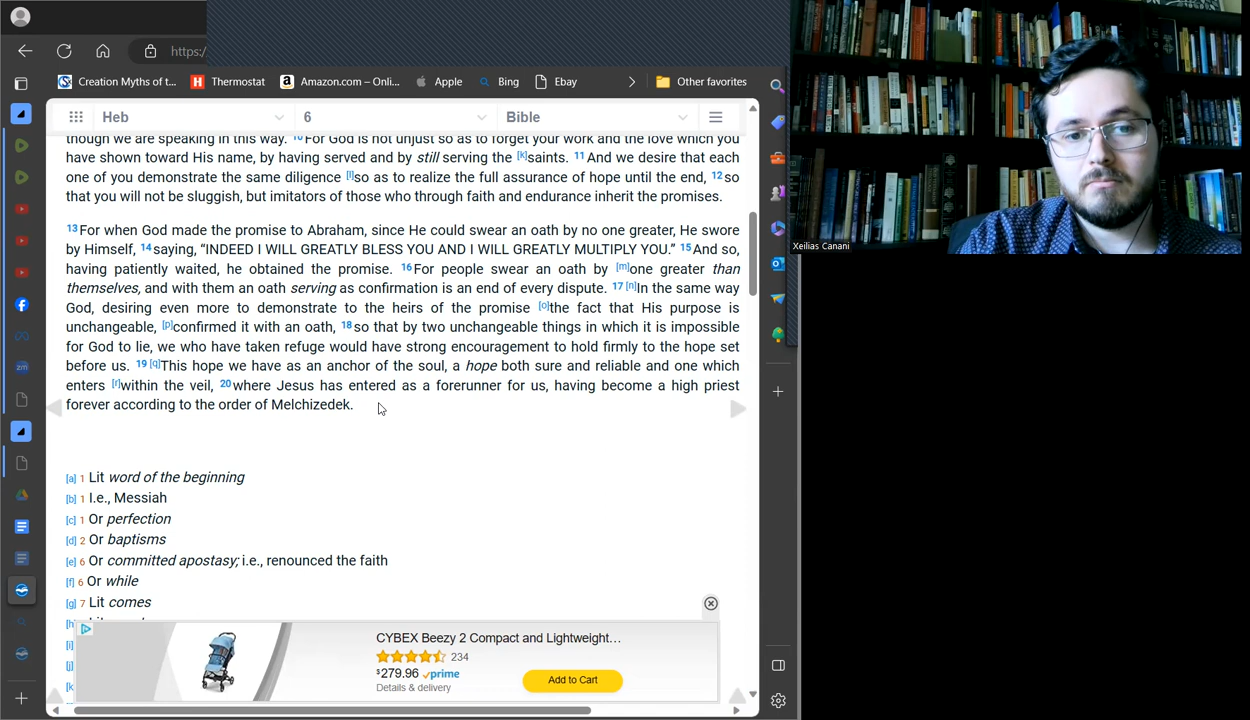 https:/
Creation Myths of t...
Thermostat
Amazon.com – Onli...
Apple
Bing
Ebay
Other favorites
Heb
6
Bible
though we are speaking in this way. 10 For God is not unjust so as to forget your work and the love which you
have shown toward His name, by having served and by still serving the [k]saints. 11 And we desire that each
one of you demonstrate the same diligence [l]so as to realize the full assurance of hope until the end, 12 so
that you will not be sluggish, but imitators of those who through faith and endurance inherit the promises.
13 For when God made the promise to Abraham, since He could swear an oath by no one greater, He swore
by Himself, 14 saying, “INDEED I WILL GREATLY BLESS YOU AND I WILL GREATLY MULTIPLY YOU.” 15 And so,
having patiently waited, he obtained the promise. 16 For people swear an oath by [m]one greater than
themselves, and with them an oath serving as confirmation is an end of every dispute. 17 [n]In the same way
God, desiring even more to demonstrate to the heirs of the promise [o]the fact that His purpose is
unchangeable, [p]confirmed it with an oath, 18 so that by two unchangeable things in which it is impossible
for God to lie, we who have taken refuge would have strong encouragement to hold firmly to the hope set
before us. 19 [q]This hope we have as an anchor of the soul, a hope both sure and reliable and one which
enters [r]within the veil, 20 where Jesus has entered as a forerunner for us, having become a high priest
forever according to the order of Melchizedek.
[a] 1 Lit word of the beginning
[b] 1 I.e., Messiah
[c] 1 Or perfection
[d] 2 Or baptisms
[e] 6 Or committed apostasy; i.e., renounced the faith
[f] 6 Or while
[g] 7 Lit comes
[h]
[i]
[j]
[k]
CYBEX Beezy 2 Compact and Lightweight...
234
$279.96 prime
Details & delivery
Add to Cart
zm
Xeilias Canani